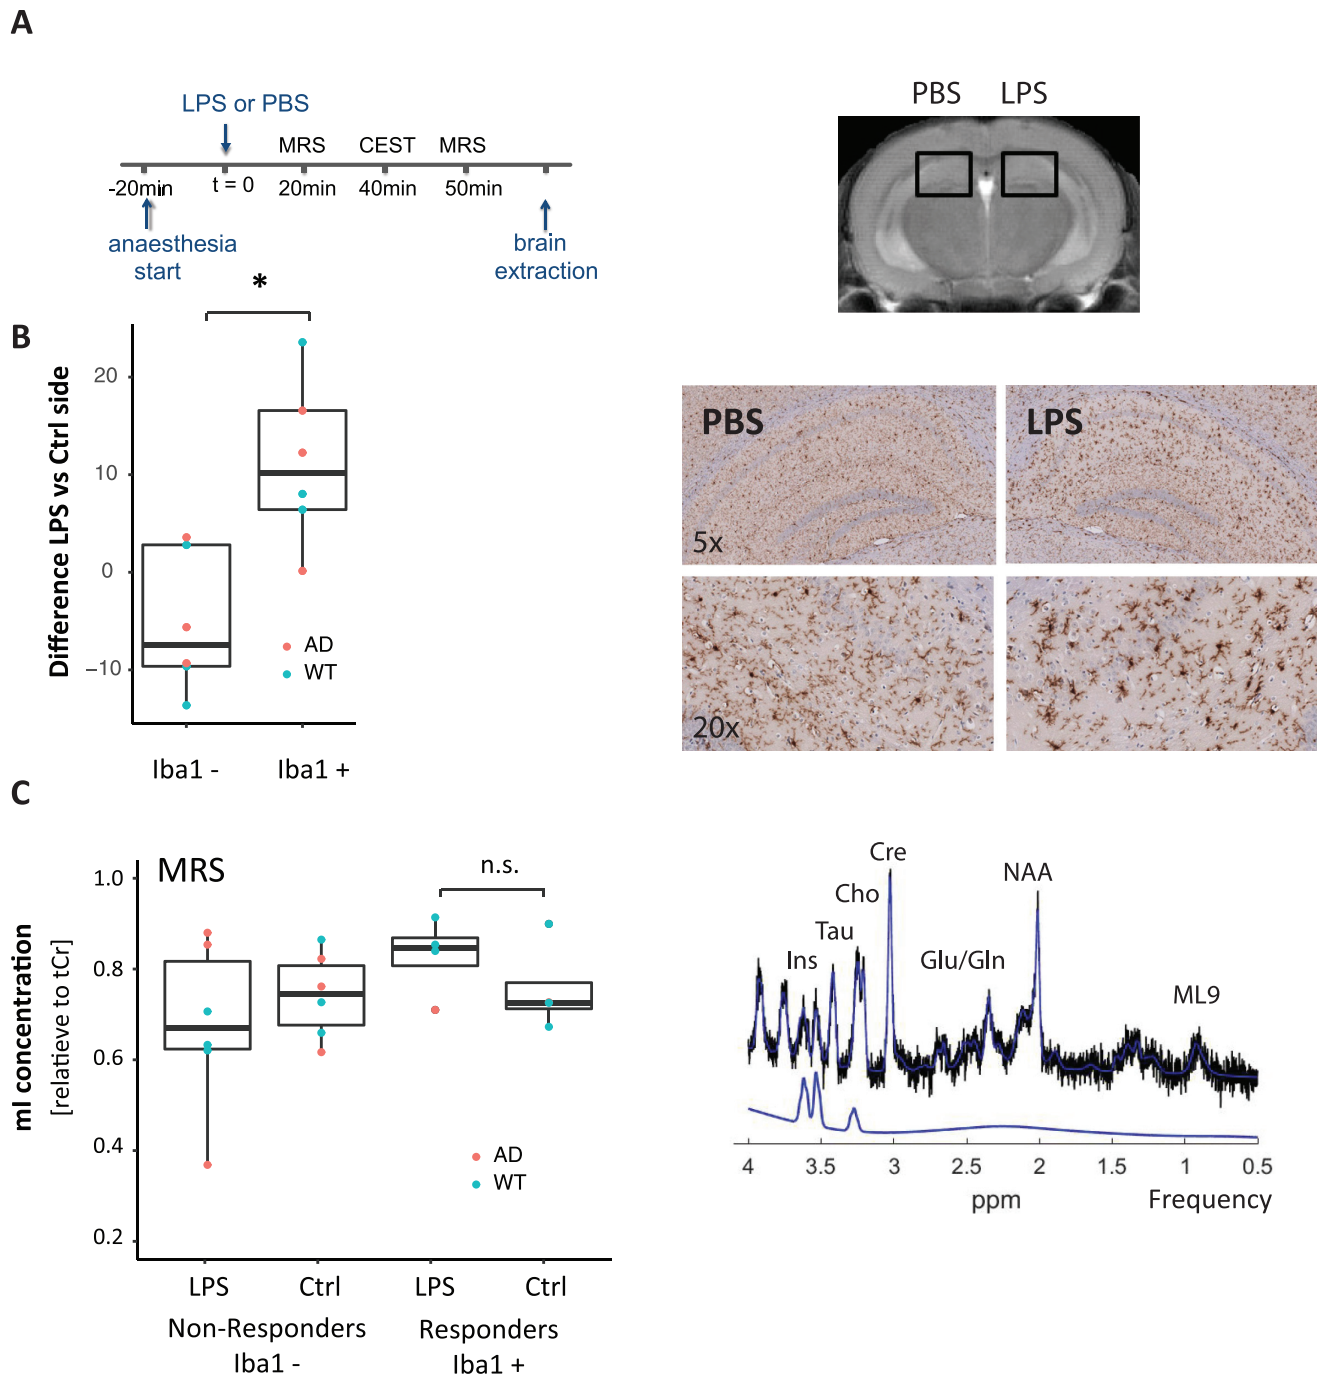 A
LPS or PBS
MRS CEST MRS
-20min t = 0 20min 40min 50min
anaesthesia
start
brain
extraction
PBS LPS
B
*
Difference LPS vs Ctrl side
20
10
0
−10
AD
WT
Iba1 - Iba1 +
PBS LPS
5x
20x
C
MRS
n.s.
mI concentration
[relatieve to tCr]
1.0
0.8
0.6
0.4
0.2
AD
WT
LPS Ctrl LPS Ctrl
Non-Responders Responders
Iba1 - Iba1 +
Cre
NAA
Cho
Tau
Ins
Glu/Gln
ML9
4 3.5 3 2.5 2 1.5 1 0.5
ppm Frequency